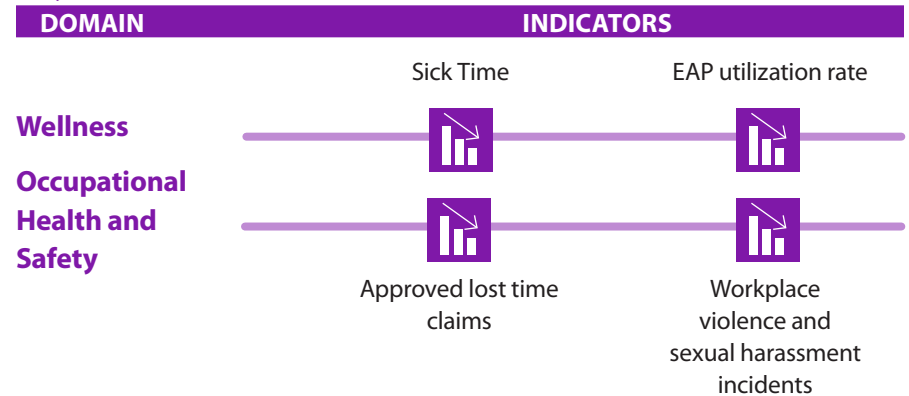 DOMAIN INDICATORS
Sick Time EAP utilization rate
Wellness
Occupational
Health and
Safety
Approved lost time
claims
Workplace
violence and
sexual harassment
incidents